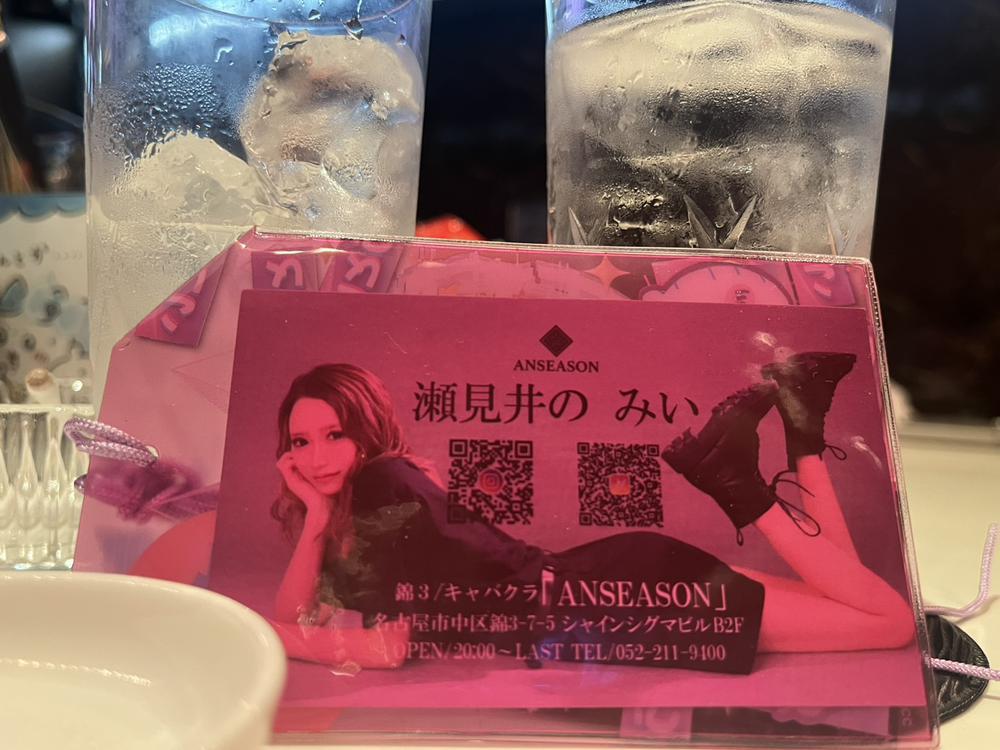 ANSEASON
瀬見井の みい
錦3/キャバクラ「ANSEASON」
名古屋市中区錦3-7-5 シャインシグマビルB2F
OPEN/20:00～LAST TEL/052-211-9400